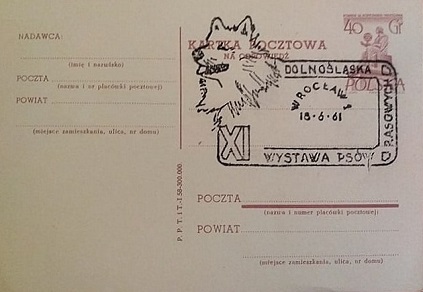 NADAWCA:
(imię i nazwisko)
POCZTA
(nazwa i nr placówki pocztowej)
POWIAT
(miejsce zamieszkania, ulica, nr domu)
KARTKA POCZTOWA
NA ODPOWIEDŹ
40 Gr
POLSKA
DOLNOŚLĄSKA
WROCŁAW 1
18-6-61
XI
WYSTAWA PSÓW
RASOWYCH
P. P. T. i T.-I.58-300.000.
POCZTA
(nazwa i numer placówki pocztowej)
POWIAT
(miejsce zamieszkania, ulica, nr domu)